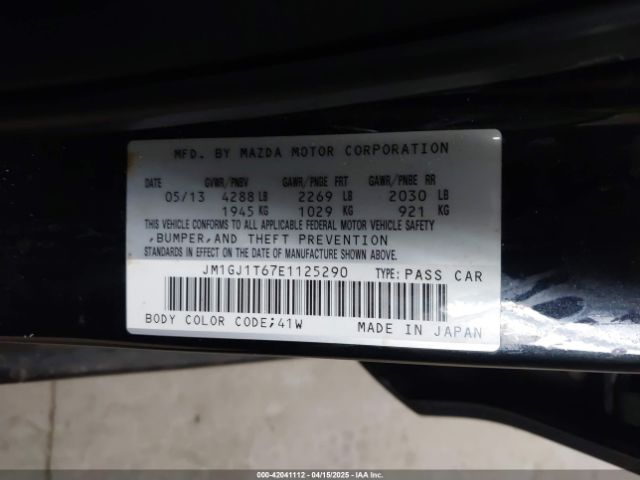 MFD. BY MAZDA MOTOR CORPORATION
DATE GVWR/PNBV GAWR/PNBE FRT GAWR/PNBE RR
05/13 4288 LB 2269 LB 2030 LB
1945 KG 1029 KG 921 KG
THIS VEHICLE CONFORMS TO ALL APPLICABLE FEDERAL MOTOR VEHICLE SAFETY
,BUMPER,AND THEFT PREVENTION
STANDARDS IN EFFECT ON THE DATE OF MANUFACTURE SHOWN ABOVE.
JM1GJ1T67E1125290 TYPE: PASS CAR
BODY COLOR CODE;41W MADE IN JAPAN
000-42041112 - 04/15/2025 - IAAI.COM